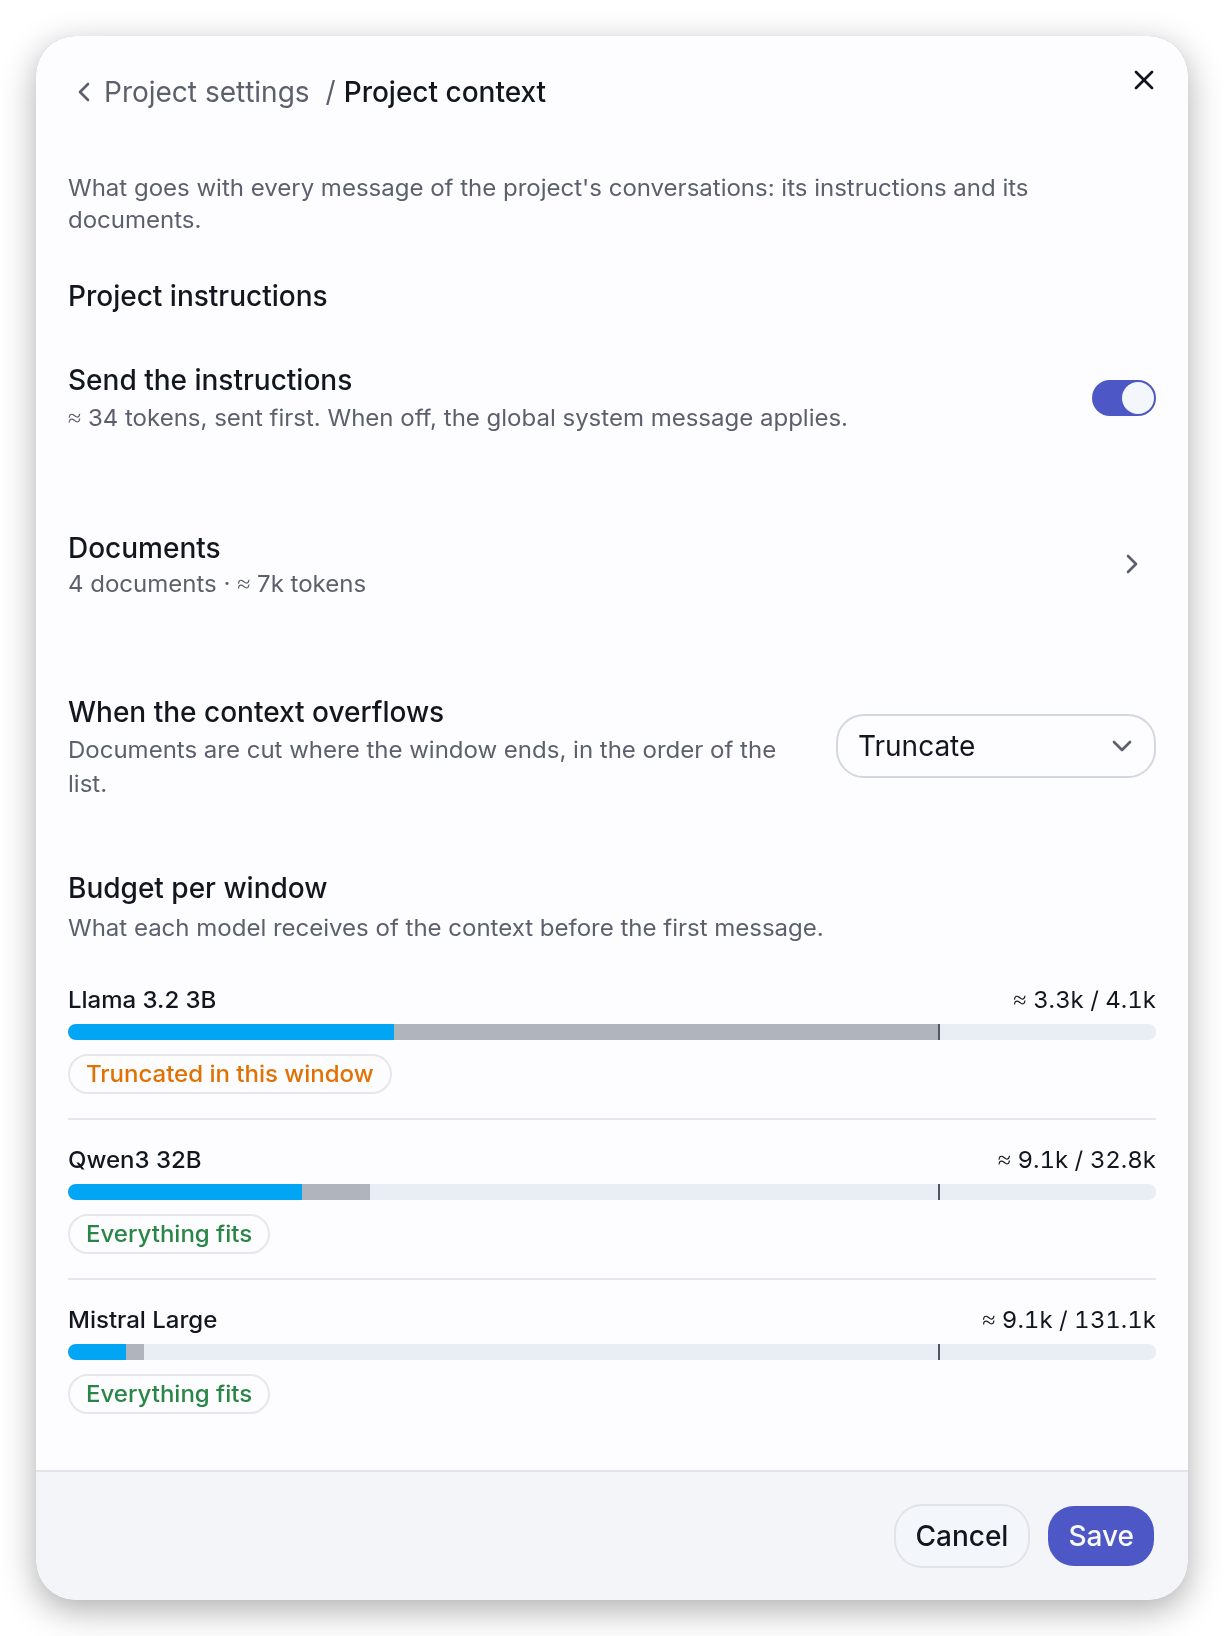 Project settings / Project context
What goes with every message of the project's conversations: its instructions and its
documents.
Project instructions
Send the instructions
≈ 34 tokens, sent first. When off, the global system message applies.
Documents
4 documents · ≈ 7k tokens
When the context overflows
Documents are cut where the window ends, in the order of the
list.
Truncate
Budget per window
What each model receives of the context before the first message.
Llama 3.2 3B
≈ 3.3k / 4.1k
Truncated in this window
Qwen3 32B
≈ 9.1k / 32.8k
Everything fits
Mistral Large
≈ 9.1k / 131.1k
Everything fits
Cancel
Save